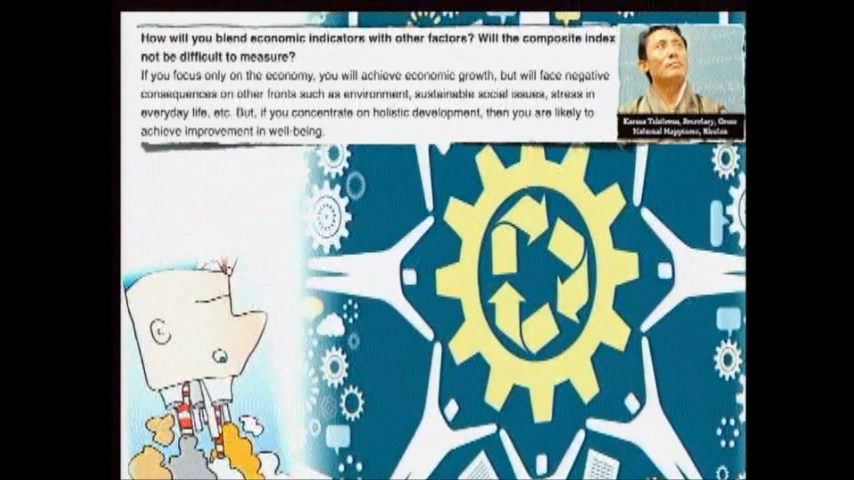 How will you blend economic indicators with other factors? Will the composite index
not be difficult to measure?
If you focus only on the economy, you will achieve economic growth, but will face negative
consequences on other fronts such as environment, sustainable social issues, stress in
everyday life, etc. But, if you concentrate on holistic development, then you are likely to
achieve improvement in well-being.
Karma Tshiteem, Secretary, Gross
National Happiness, Bhutan